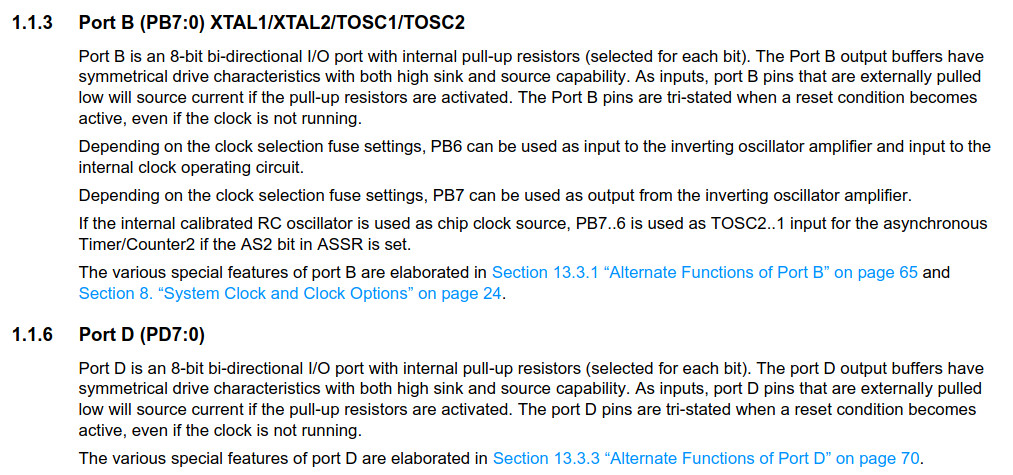 1.1.3 Port B (PB7:0) XTAL1/XTAL2/TOSC1/TOSC2
Port B is an 8-bit bi-directional I/O port with internal pull-up resistors (selected for each bit). The Port B output buffers have
symmetrical drive characteristics with both high sink and source capability. As inputs, port B pins that are externally pulled
low will source current if the pull-up resistors are activated. The Port B pins are tri-stated when a reset condition becomes
active, even if the clock is not running.
Depending on the clock selection fuse settings, PB6 can be used as input to the inverting oscillator amplifier and input to the
internal clock operating circuit.
Depending on the clock selection fuse settings, PB7 can be used as output from the inverting oscillator amplifier.
If the internal calibrated RC oscillator is used as chip clock source, PB7..6 is used as TOSC2..1 input for the asynchronous
Timer/Counter2 if the AS2 bit in ASSR is set.
The various special features of port B are elaborated in Section 13.3.1 “Alternate Functions of Port B” on page 65 and
Section 8. “System Clock and Clock Options” on page 24.
1.1.6 Port D (PD7:0)
Port D is an 8-bit bi-directional I/O port with internal pull-up resistors (selected for each bit). The port D output buffers have
symmetrical drive characteristics with both high sink and source capability. As inputs, port D pins that are externally pulled
low will source current if the pull-up resistors are activated. The port D pins are tri-stated when a reset condition becomes
active, even if the clock is not running.
The various special features of port D are elaborated in Section 13.3.3 “Alternate Functions of Port D” on page 70.